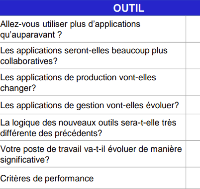 OUTIL
Allez-vous utiliser plus d'applications
qu'auparavant ?
Les applications seront-elles beaucoup plus
collaboratives?
Les applications de production vont-elles
changer?
Les applications de gestion vont-elles évoluer?
La logique des nouveaux outils sera-t-elle très
différente des précédents?
Votre poste de travail va-t-il évoluer de manière
significative?
Critères de performance